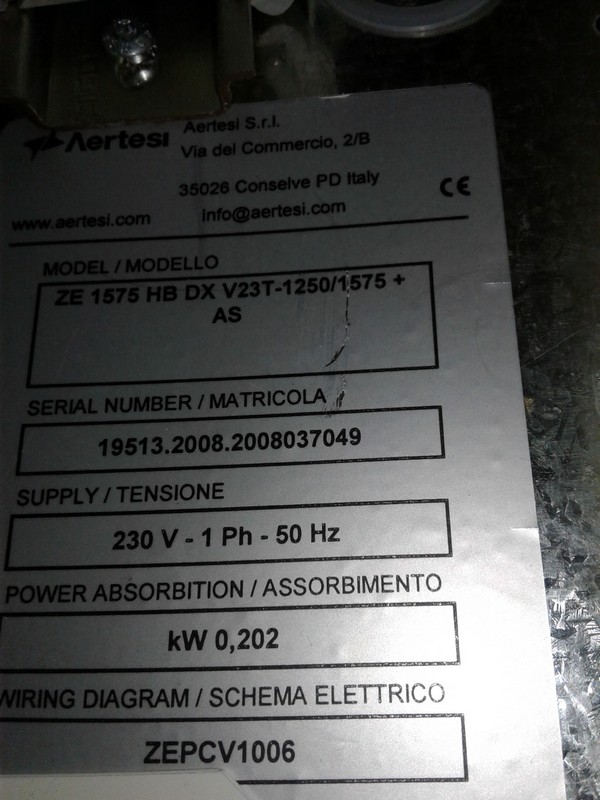 Aertesi
Aertesi S.r.l.
Via del Commercio, 2/B
35026 Conselve PD Italy
www.aertesi.com
info@aertesi.com
CE
MODEL / MODELLO
ZE 1575 HB DX V23T-1250/1575 +
AS
SERIAL NUMBER / MATRICOLA
19513.2008.2008037049
SUPPLY / TENSIONE
230 V - 1 Ph - 50 Hz
POWER ABSORBITION / ASSORBIMENTO
kW 0,202
WIRING DIAGRAM / SCHEMA ELETTRICO
ZEPCV1006